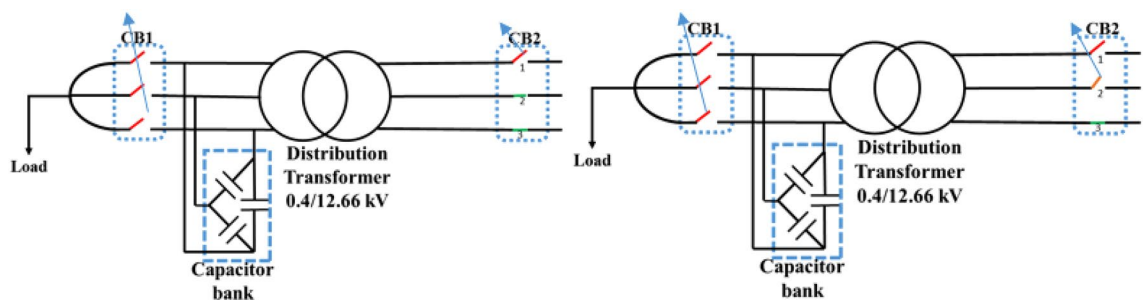 CB1
CB2
1
2
3
Load
Distribution
Transformer
0.4/12.66 kV
Capacitor
bank
CB1
CB2
1
2
3
Load
Distribution
Transformer
0.4/12.66 kV
Capacitor
bank